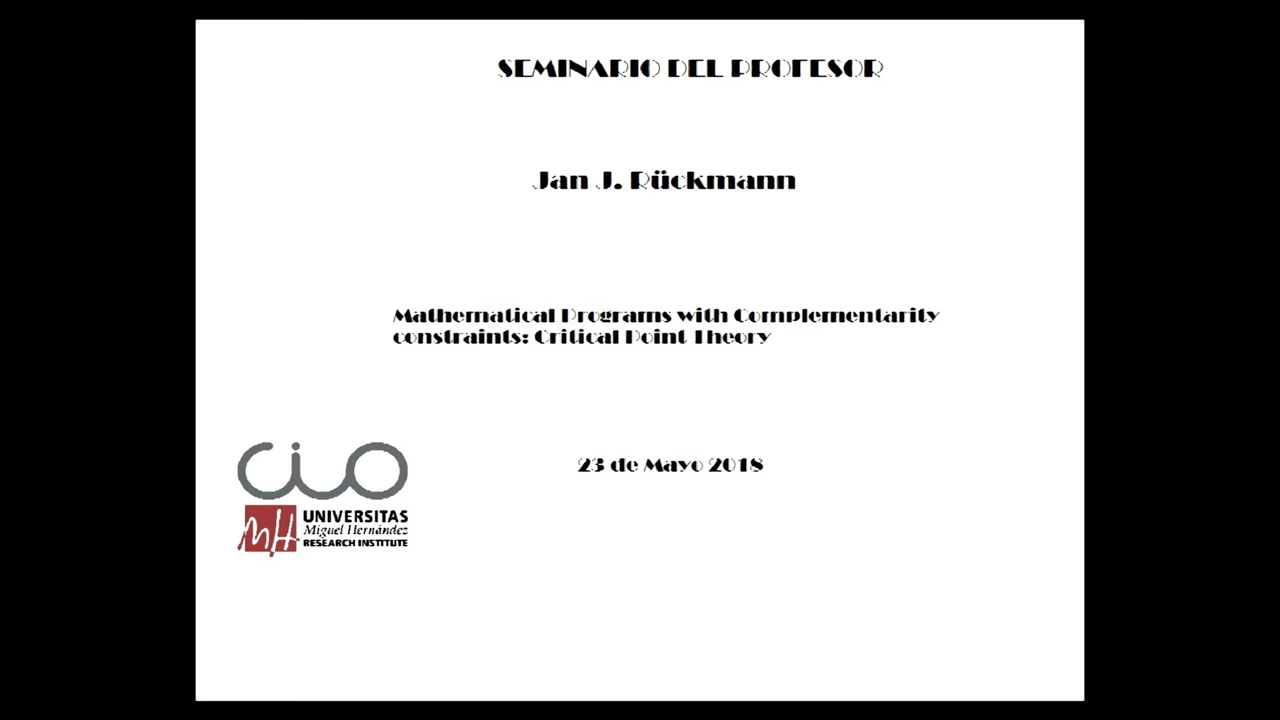 SEMINARIO DEL PROFESOR
Jan J. Rückmann
Mathematical Programs with Complementarity
constraints: Critical Point Theory
23 de Mayo 2018
cio
MH
UNIVERSITAS
Miguel Hernández
RESEARCH INSTITUTE